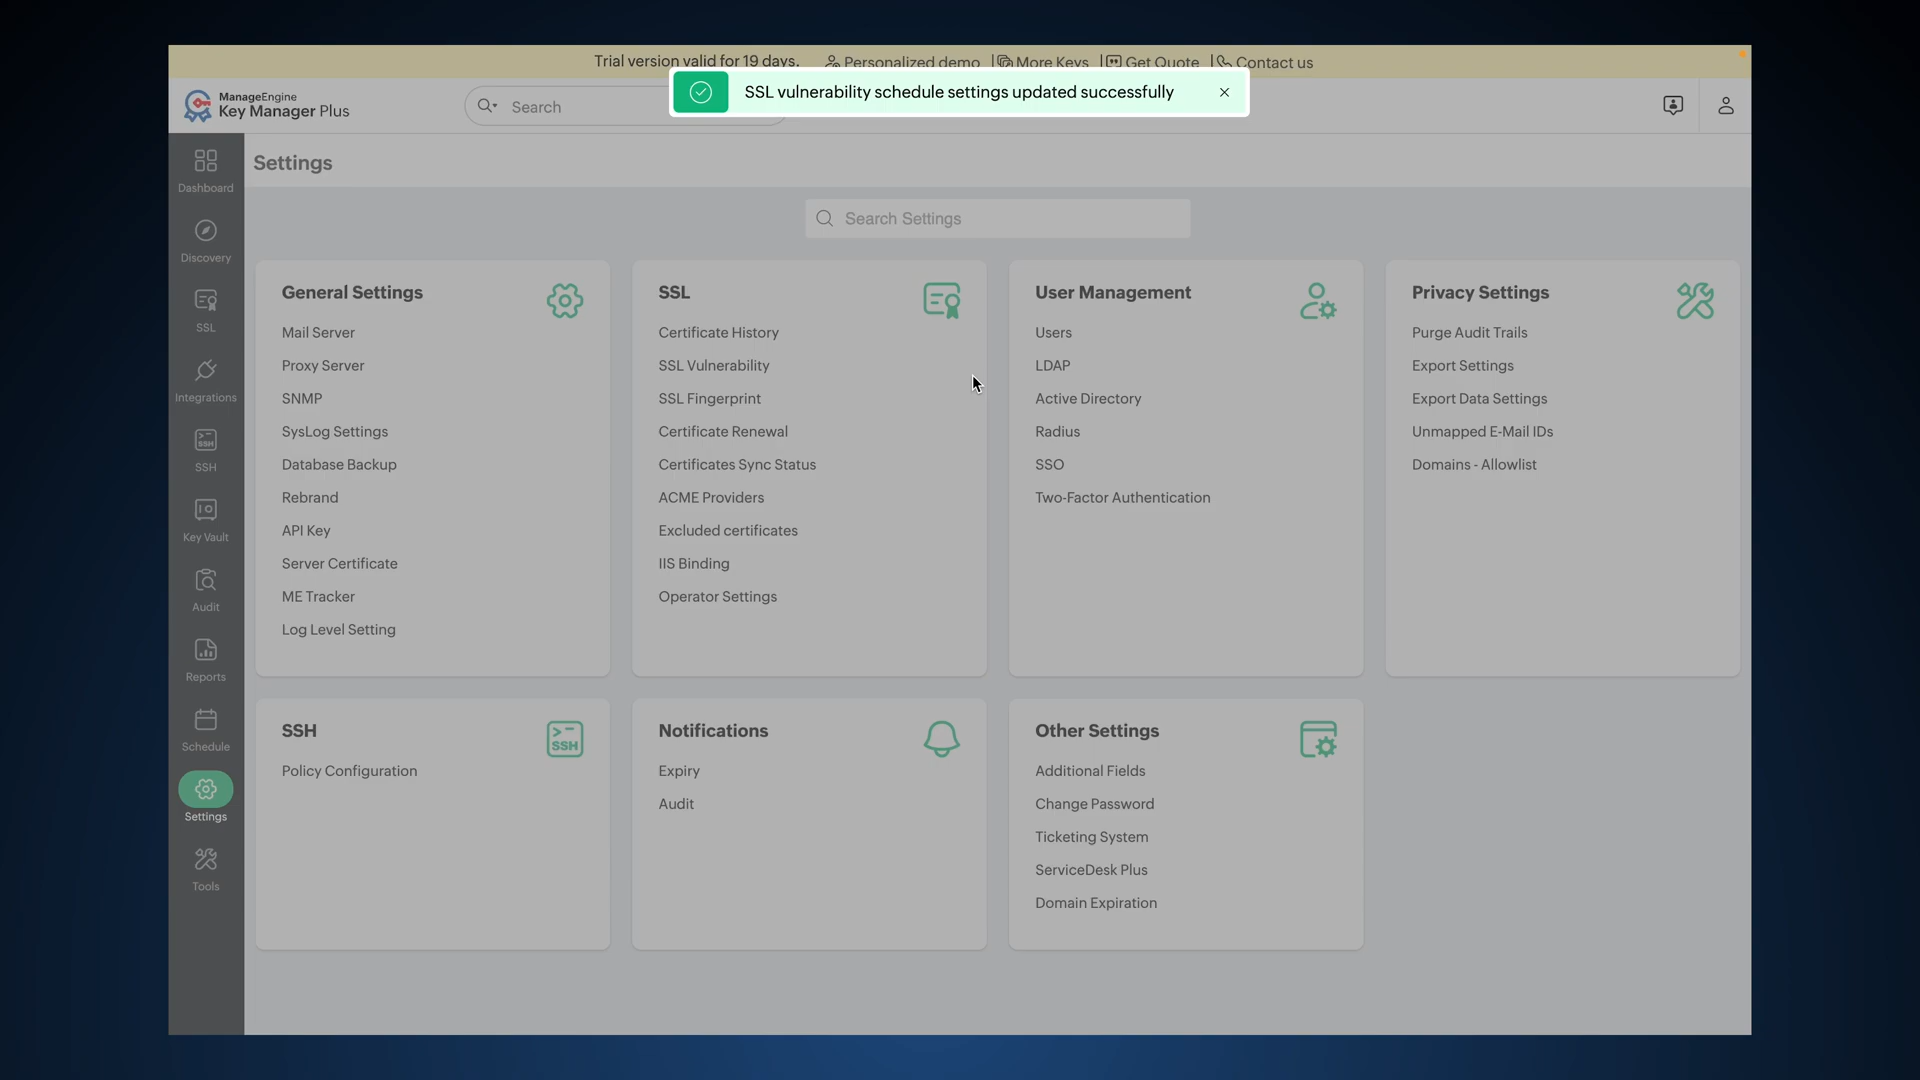 Trial version valid for 19 days.
Personalized demo
More Keys
Get Quote
Contact us
SSL vulnerability schedule settings updated successfully
ManageEngine
Key Manager Plus
Search
Settings
Search Settings
Dashboard
Discovery
SSL
Integrations
SSH
SSH
Key Vault
Audit
Reports
Schedule
Settings
Tools
General Settings
Mail Server
Proxy Server
SNMP
SysLog Settings
Database Backup
Rebrand
API Key
Server Certificate
ME Tracker
Log Level Setting
SSL
Certificate History
SSL Vulnerability
SSL Fingerprint
Certificate Renewal
Certificates Sync Status
ACME Providers
Excluded certificates
IIS Binding
Operator Settings
User Management
Users
LDAP
Active Directory
Radius
SSO
Two-Factor Authentication
Privacy Settings
Purge Audit Trails
Export Settings
Export Data Settings
Unmapped E-Mail IDs
Domains - Allowlist
SSH
SSH
Policy Configuration
Notifications
Expiry
Audit
Other Settings
Additional Fields
Change Password
Ticketing System
ServiceDesk Plus
Domain Expiration